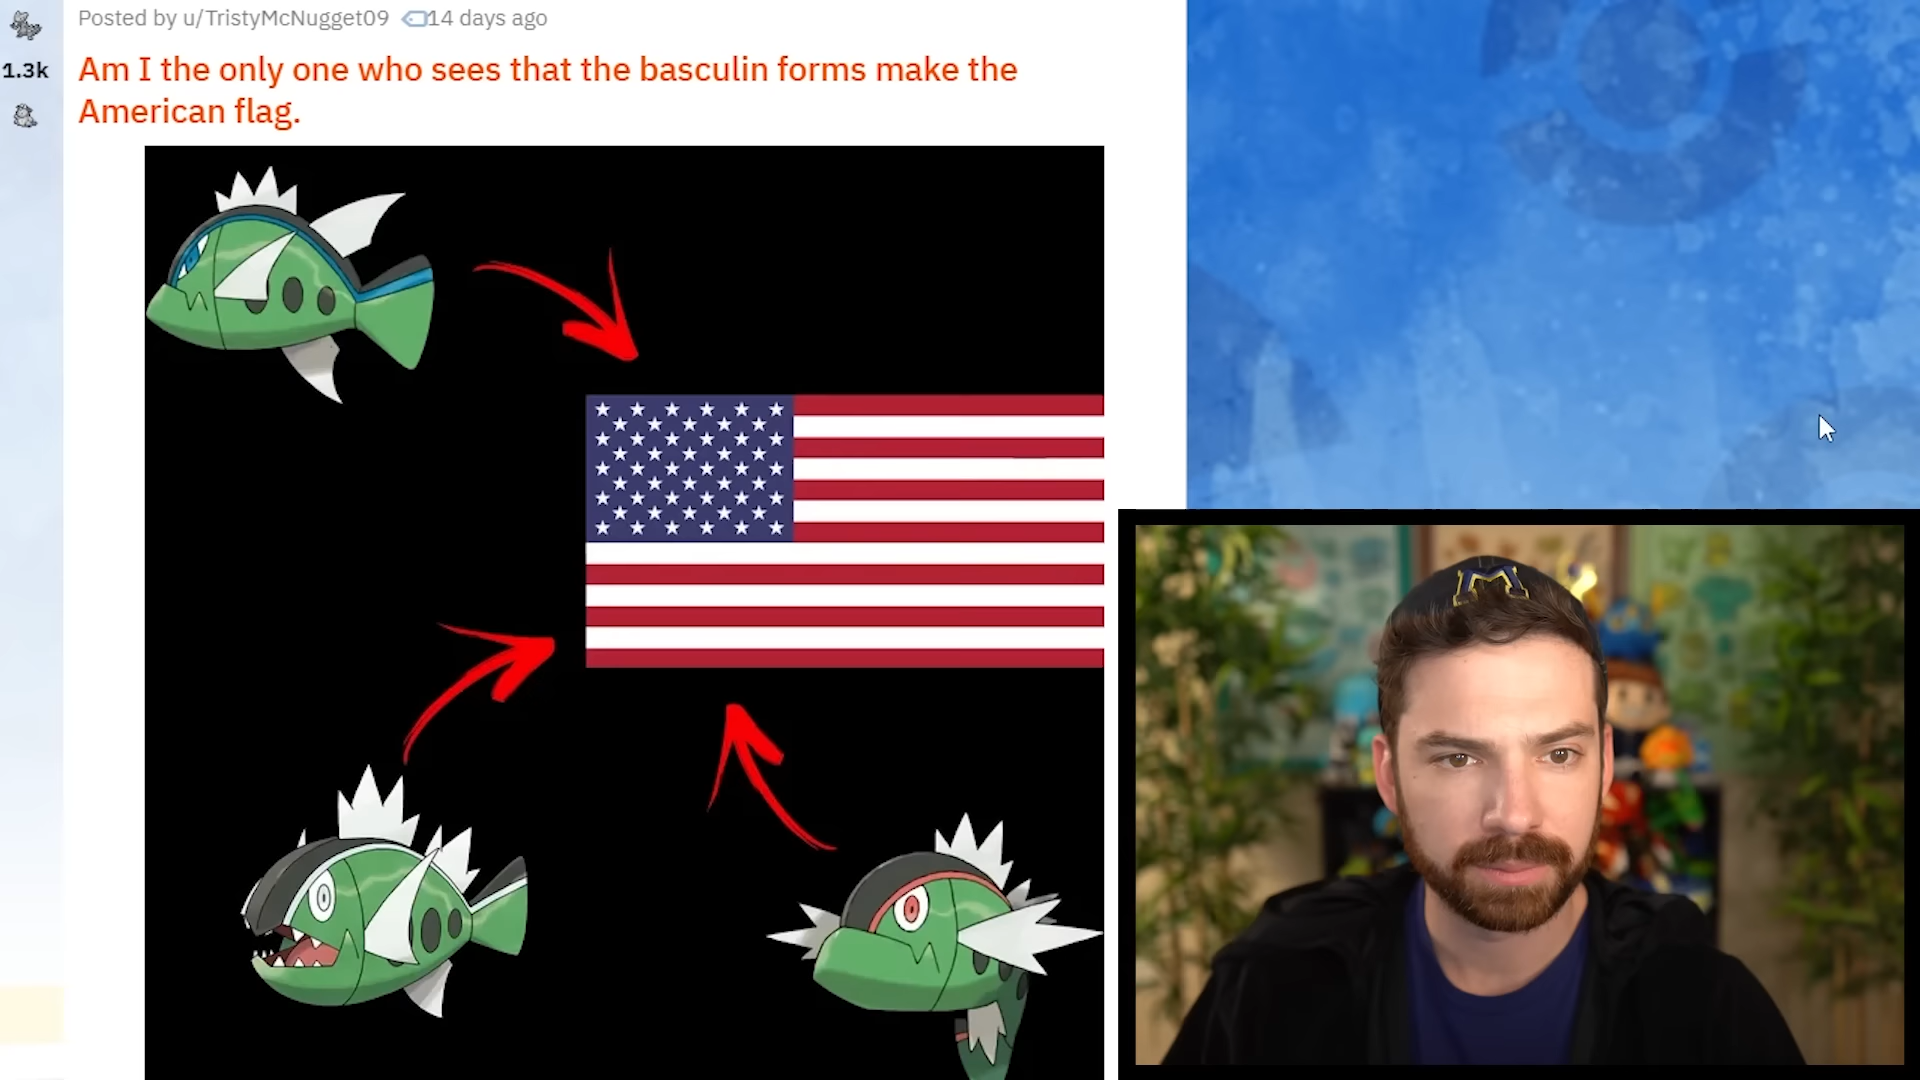 Posted by u/TristyMcNugget09 14 days ago
1.3k
Am I the only one who sees that the basculin forms make the
American flag.
M